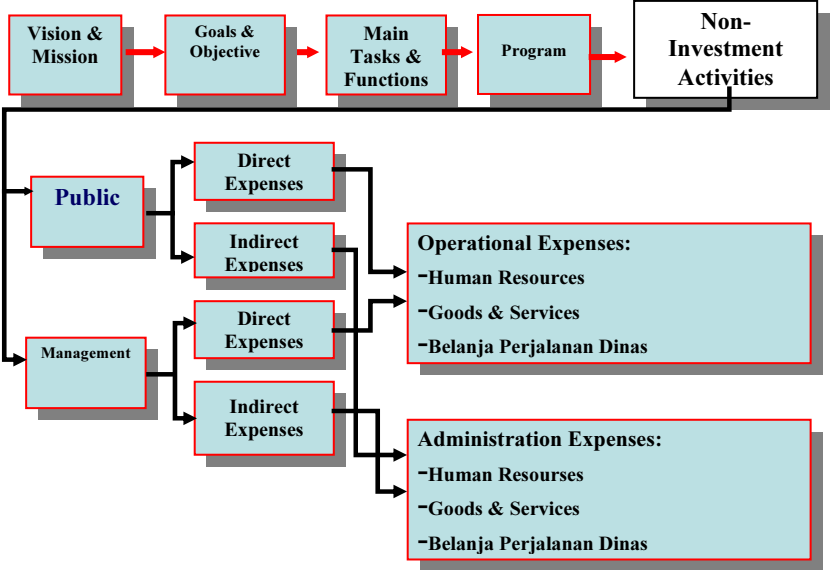 Vision &
Mission
Goals &
Objective
Main
Tasks &
Functions
Program
Non-
Investment
Activities
Public
Direct
Expenses
Indirect
Expenses
Management
Direct
Expenses
Indirect
Expenses
Operational Expenses:
-Human Resources
-Goods & Services
-Belanja Perjalanan Dinas
Administration Expenses:
-Human Resourses
-Goods & Services
-Belanja Perjalanan Dinas